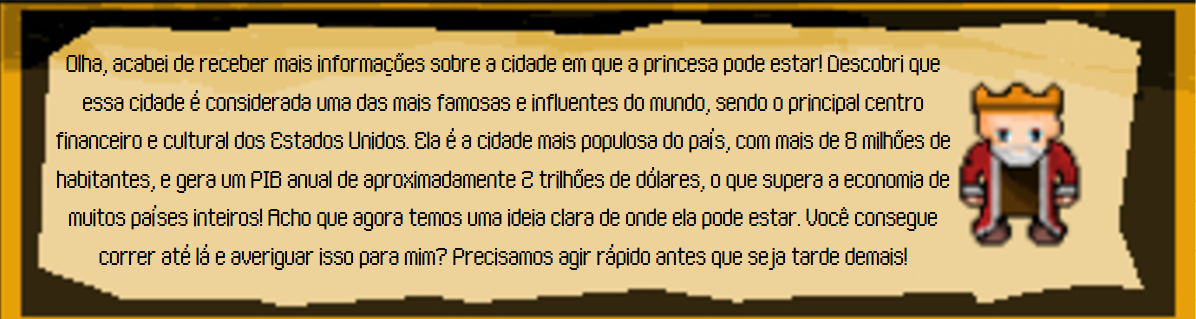 Olha, acabei de receber mais informações sobre a cidade em que a princesa pode estar! Descobri que
essa cidade é considerada uma das mais famosas e influentes do mundo, sendo o principal centro
financeiro e cultural dos Estados Unidos. Ela é a cidade mais populosa do país, com mais de 8 milhões de
habitantes, e gera um PIB anual de aproximadamente 2 trilhões de dólares, o que supera a economia de
muitos países inteiros! Acho que agora temos uma ideia clara de onde ela pode estar. Você consegue
correr até lá e averiguar isso para mim? Precisamos agir rápido antes que seja tarde demais!